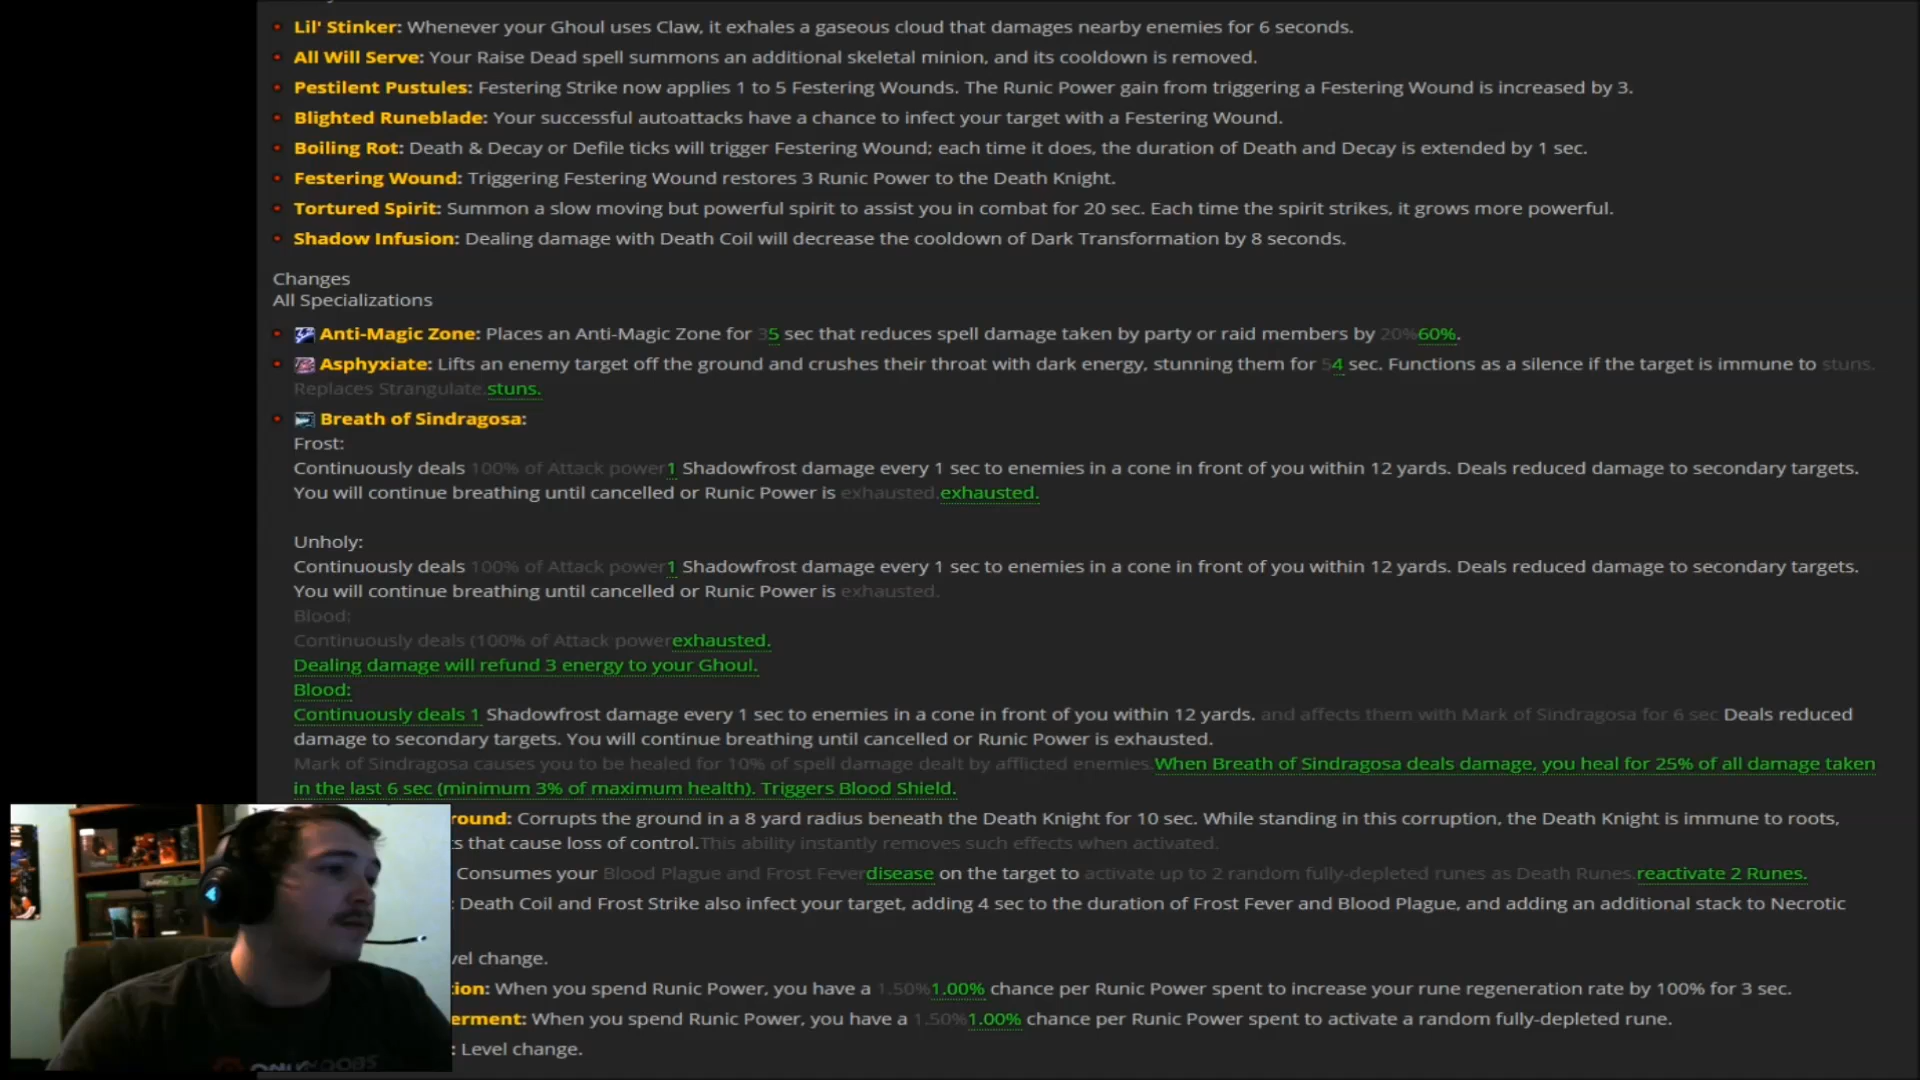 Lil' Stinker: Whenever your Ghoul uses Claw, it exhales a gaseous cloud that damages nearby enemies for 6 seconds.
All Will Serve: Your Raise Dead spell summons an additional skeletal minion, and its cooldown is removed.
Pestilent Pustules: Festering Strike now applies 1 to 5 Festering Wounds. The Runic Power gain from triggering a Festering Wound is increased by 3.
Blighted Runeblade: Your successful autoattacks have a chance to infect your target with a Festering Wound.
Boiling Rot: Death & Decay or Defile ticks will trigger Festering Wound; each time it does, the duration of Death and Decay is extended by 1 sec.
Festering Wound: Triggering Festering Wound restores 3 Runic Power to the Death Knight.
Tortured Spirit: Summon a slow moving but powerful spirit to assist you in combat for 20 sec. Each time the spirit strikes, it grows more powerful.
Shadow Infusion: Dealing damage with Death Coil will decrease the cooldown of Dark Transformation by 8 seconds.
Changes
All Specializations
Anti-Magic Zone: Places an Anti-Magic Zone for 35 sec that reduces spell damage taken by party or raid members by 20%60%.
Asphyxiate: Lifts an enemy target off the ground and crushes their throat with dark energy, stunning them for 54 sec. Functions as a silence if the target is immune to stuns.
Replaces Strangulate.stuns.
Breath of Sindragosa:
Frost:
Continuously deals 100% of Attack power1 Shadowfrost damage every 1 sec to enemies in a cone in front of you within 12 yards. Deals reduced damage to secondary targets.
You will continue breathing until cancelled or Runic Power is exhausted.exhausted.
Unholy:
Continuously deals 100% of Attack power1 Shadowfrost damage every 1 sec to enemies in a cone in front of you within 12 yards. Deals reduced damage to secondary targets.
You will continue breathing until cancelled or Runic Power is exhausted.
Blood:
Continuously deals (100% of Attack powerexhausted.
Dealing damage will refund 3 energy to your Ghoul.
Blood:
Continuously deals 1 Shadowfrost damage every 1 sec to enemies in a cone in front of you within 12 yards. and affects them with Mark of Sindragosa for 6 sec Deals reduced
damage to secondary targets. You will continue breathing until cancelled or Runic Power is exhausted.
Mark of Sindragosa causes you to be healed for 10% of spell damage dealt by afflicted enemies.When Breath of Sindragosa deals damage, you heal for 25% of all damage taken
in the last 6 sec (minimum 3% of maximum health). Triggers Blood Shield.
round: Corrupts the ground in a 8 yard radius beneath the Death Knight for 10 sec. While standing in this corruption, the Death Knight is immune to roots,
s that cause loss of control.This ability instantly removes such effects when activated.
Consumes your Blood Plague and Frost Feverdisease on the target to activate up to 2 random fully-depleted runes as Death Runes.reactivate 2 Runes.
: Death Coil and Frost Strike also infect your target, adding 4 sec to the duration of Frost Fever and Blood Plague, and adding an additional stack to Necrotic
vel change.
tion: When you spend Runic Power, you have a 1.50%1.00% chance per Runic Power spent to increase your rune regeneration rate by 100% for 3 sec.
erment: When you spend Runic Power, you have a 1.50%1.00% chance per Runic Power spent to activate a random fully-depleted rune.
: Level change.